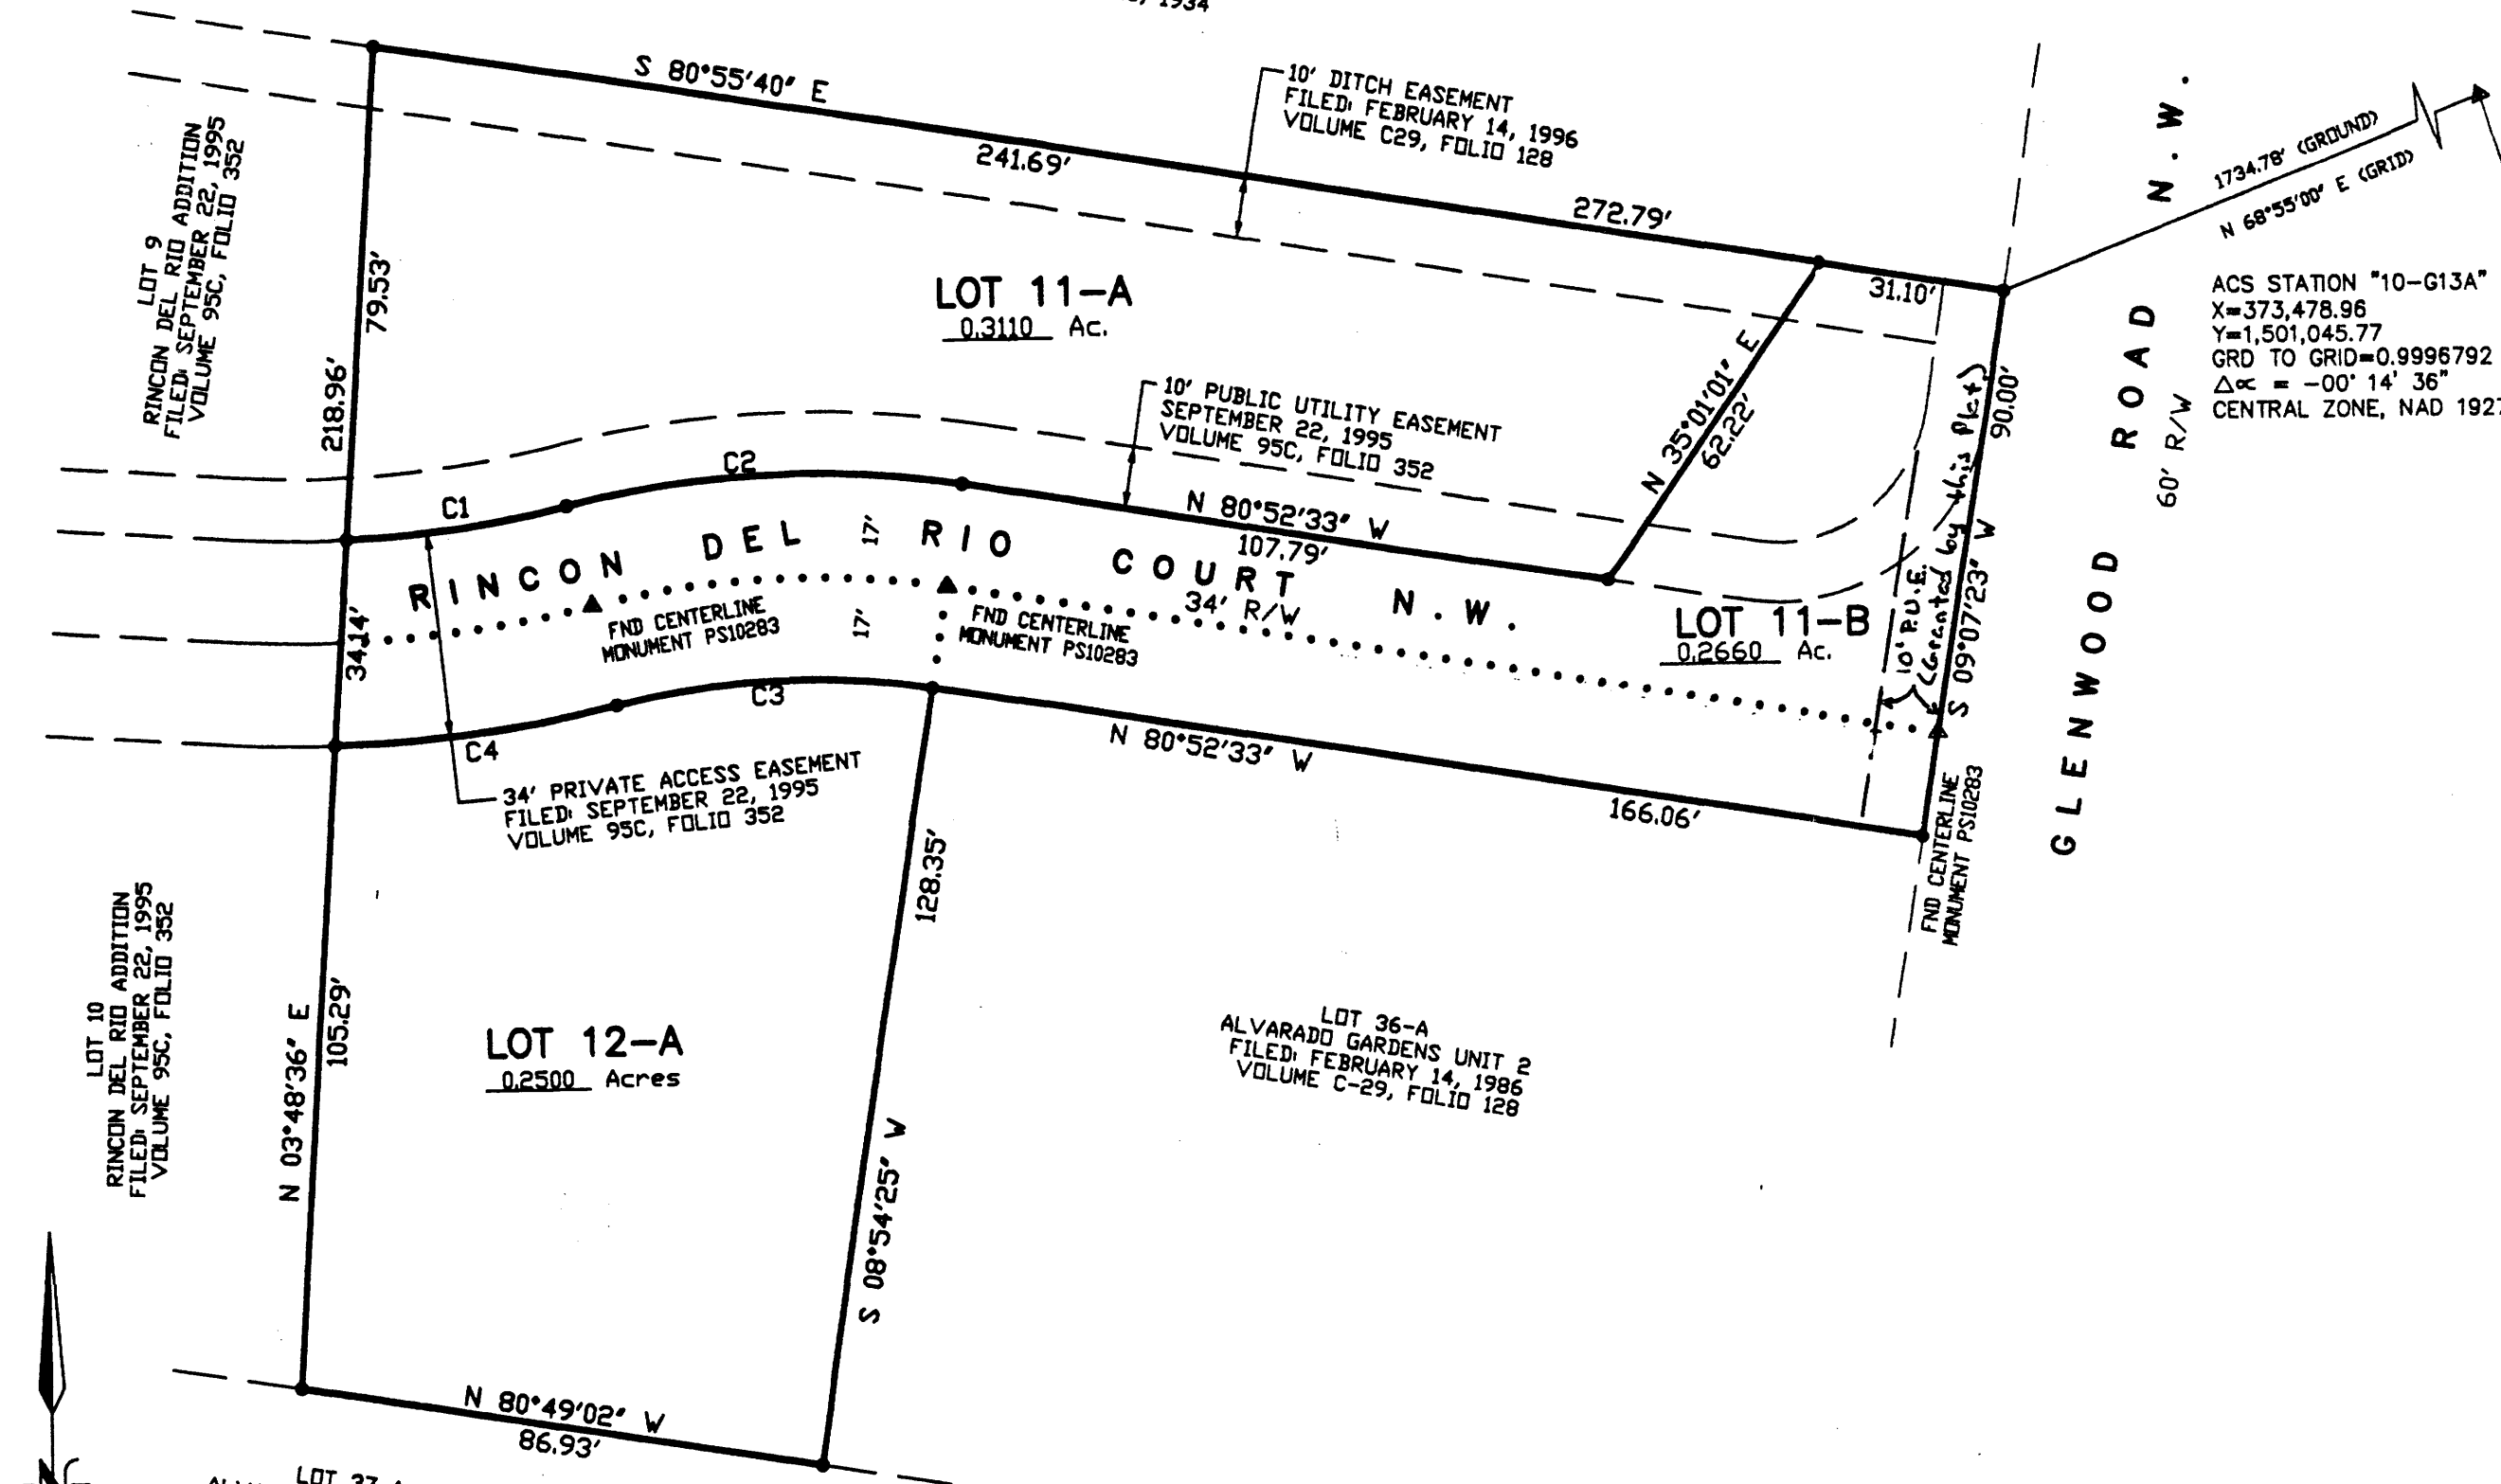 1934
S 80°55'40" E
241.69'
272.79'
31.10'
10' DITCH EASEMENT
FILED: FEBRUARY 14, 1996
VOLUME C29, FOLIO 128
1734.78' (GROUND)
N 68°55'00" E (GRID)
ACS STATION "10-G13A"
X=373,478.96
Y=1,501,045.77
GRD TO GRID=0.9996792
Δ∝ = -00° 14' 36"
CENTRAL ZONE, NAD 1927
LOT 9
RINCON DEL RIO ADDITION
FILED: SEPTEMBER 22, 1995
VOLUME 95C, FOLIO 352
79.53'
218.96'
34.14'
LOT 11-A
0.3110 Ac.
10' PUBLIC UTILITY EASEMENT
SEPTEMBER 22, 1995
VOLUME 95C, FOLIO 352
N 35°01'01" E
62.22'
C1
C2
N 80°52'33" W
107.79'
RINCON DEL RIO COURT N.W.
34' R/W
17'
17'
FND CENTERLINE
MONUMENT PS10283
FND CENTERLINE
MONUMENT PS10283
LOT 11-B
0.2660 Ac.
10' P.U.E.
(Granted by this Plat)
90.00'
S 09°07'23" W
GLENWOOD ROAD N.W.
60' R/W
C3
C4
N 80°52'33" W
166.06'
34' PRIVATE ACCESS EASEMENT
FILED: SEPTEMBER 22, 1995
VOLUME 95C, FOLIO 352
FND CENTERLINE
MONUMENT PS10283
LOT 10
RINCON DEL RIO ADDITION
FILED: SEPTEMBER 22, 1995
VOLUME 95C, FOLIO 352
N 03°48'36" E
105.29'
LOT 12-A
0.2500 Acres
128.35'
S 08°54'25" W
LOT 36-A
ALVARADO GARDENS UNIT 2
FILED: FEBRUARY 14, 1986
VOLUME C-29, FOLIO 128
N 80°49'02" W
86.93'
LOT 37